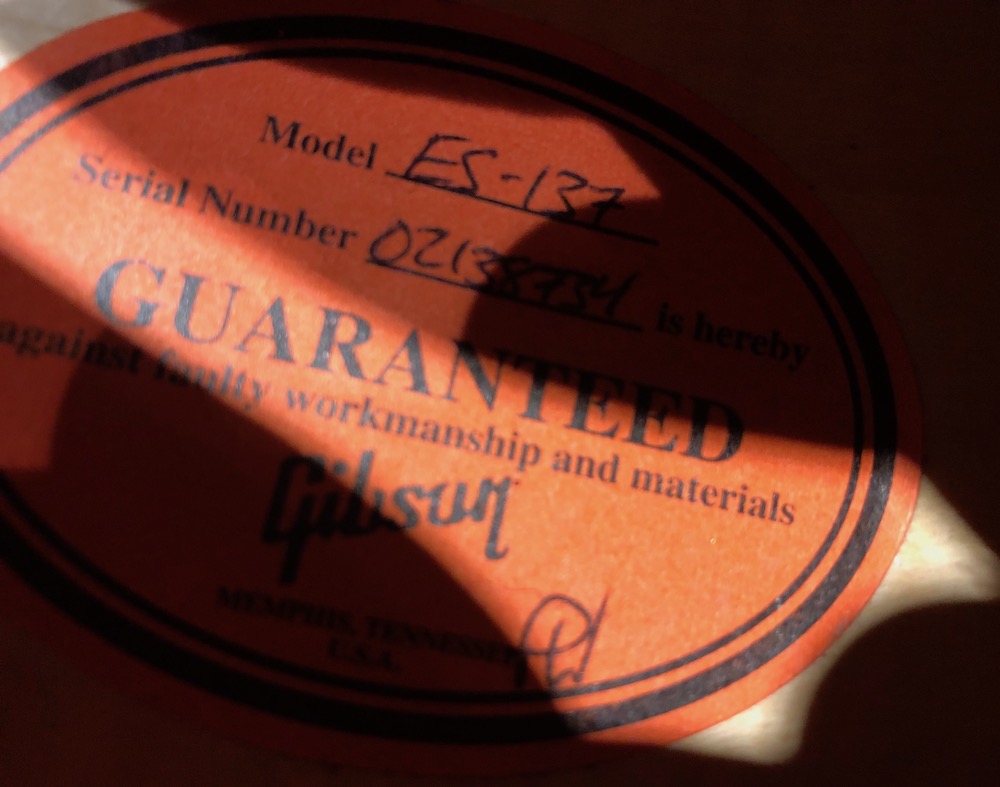 Model ES-137
Serial Number 02138734 is hereby
GUARANTEED
against faulty workmanship and materials
Gibson
MEMPHIS, TENNESSEE
U.S.A.